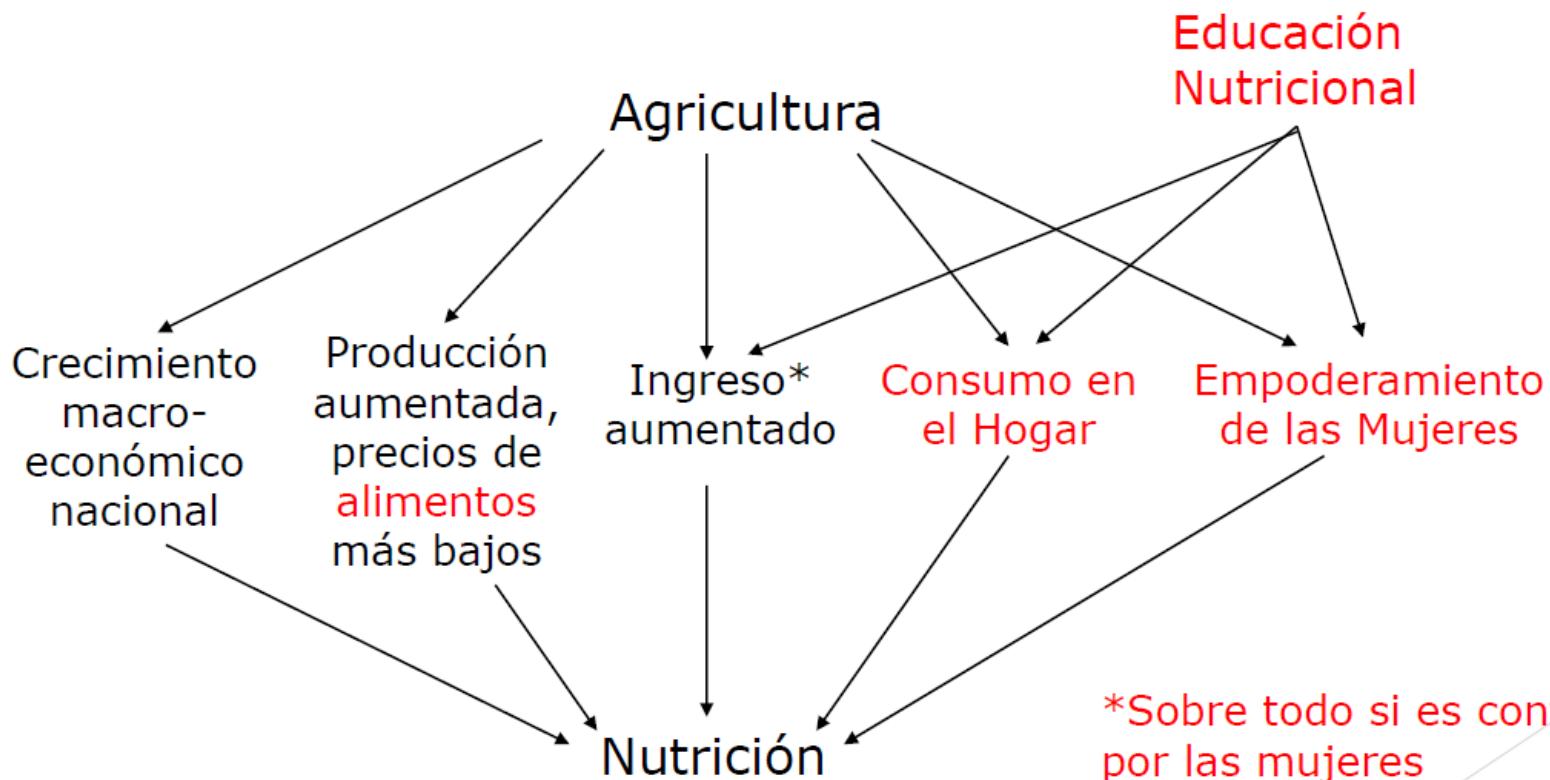 Educación
Nutricional
Agricultura
Crecimiento
macro-
económico
nacional
Producción
aumentada,
precios de
alimentos
más bajos
Ingreso*
aumentado
Consumo en
el Hogar
Empoderamiento
de las Mujeres
Nutrición
*Sobre todo si es con
por las mujeres